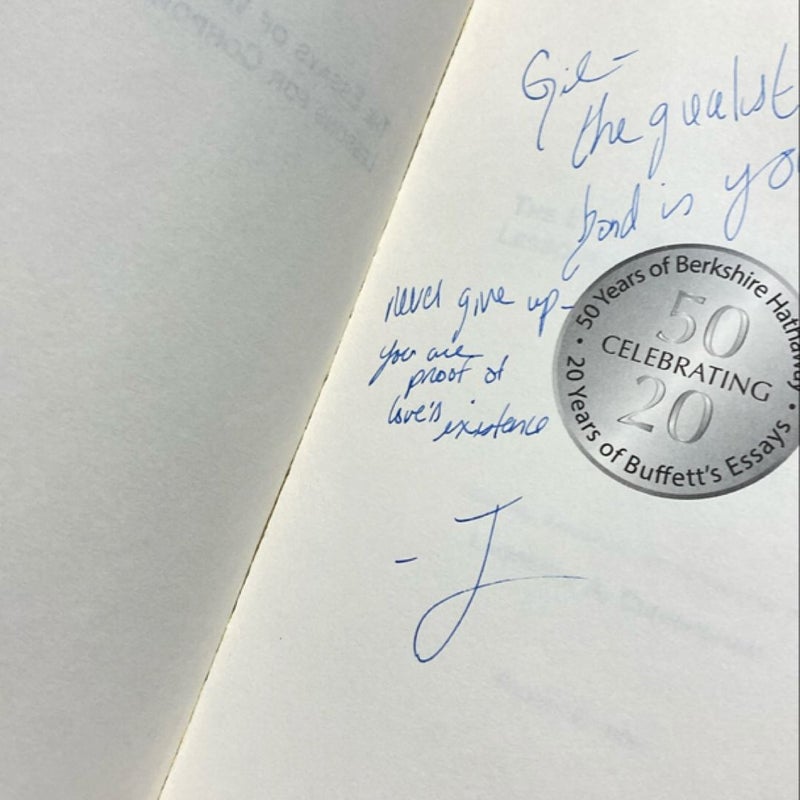 Gil-
the greatest
bond is yo
never give up-
you are
proof of
love's
existence
- J
50 Years of Berkshire Hathaway
50
CELEBRATING
20
20 Years of Buffett's Essays